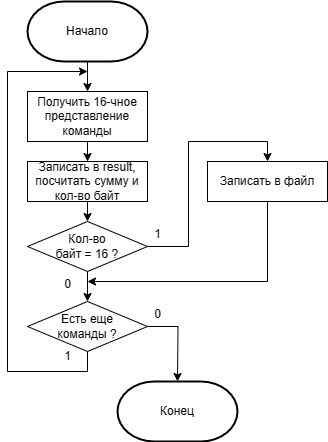 Начало
Получить 16-чное
представление
команды
Записать в result,
посчитать сумму и
кол-во байт
Записать в файл
Кол-во
байт = 16 ?
1
0
Есть еще
команды ?
0
1
Конец